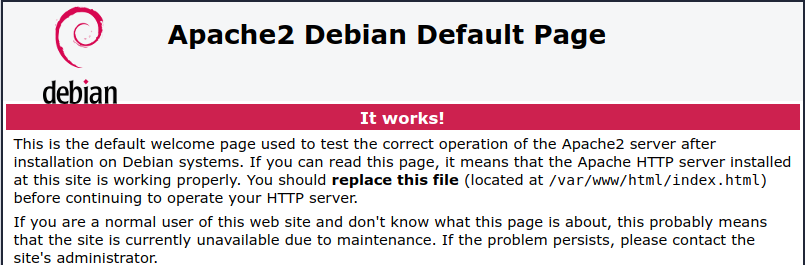 Apache2 Debian Default Page
debian
It works!
This is the default welcome page used to test the correct operation of the Apache2 server after
installation on Debian systems. If you can read this page, it means that the Apache HTTP server installed
at this site is working properly. You should replace this file (located at /var/www/html/index.html)
before continuing to operate your HTTP server.
If you are a normal user of this web site and don't know what this page is about, this probably means
that the site is currently unavailable due to maintenance. If the problem persists, please contact the
site's administrator.